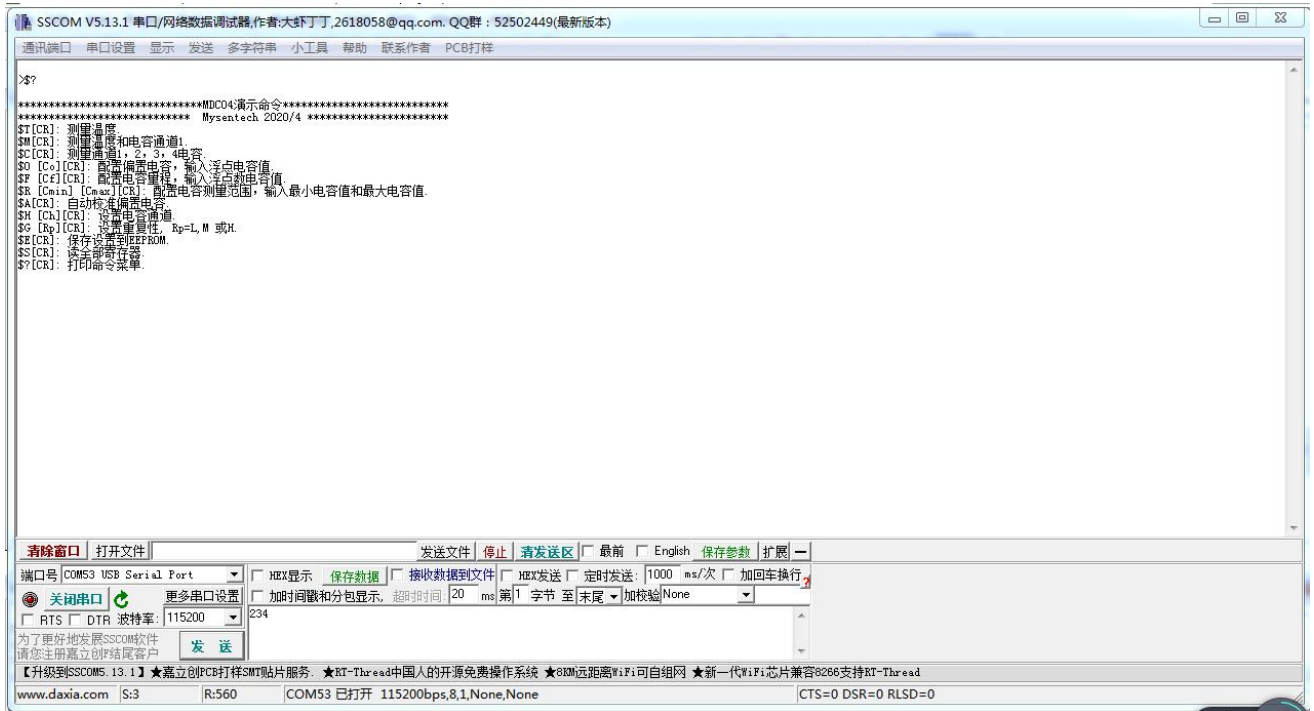 SSCOM V5.13.1 串口/网络数据调试器,作者:大虾丁丁,2618058@qq.com. QQ群：52502449(最新版本)
通讯端口 串口设置 显示 发送 多字符串 小工具 帮助 联系作者 PCB打样
>$?
******************************MDC04演示命令***************************
**************************** Mysentech 2020/4 ***********************
$T[CR]: 测量温度.
$M[CR]: 测量温度和电容通道1.
$C[CR]: 测量通道1，2，3，4电容.
$O [Co][CR]: 配置偏置电容，输入浮点电容值.
$F [Cf][CR]: 配置电容量程，输入浮点数电容值.
$R [Cmin] [Cmax][CR]: 配置电容测量范围，输入最小电容值和最大电容值.
$A[CR]: 自动校准偏置电容.
$H [Ch][CR]: 设置电容通道.
$G [Rp][CR]: 设置重复性, Rp=L,M 或H.
$E[CR]: 保存设置到EEPROM.
$S[CR]: 读全部寄存器.
$?[CR]: 打印命令菜单.
清除窗口 打开文件 发送文件 停止 清发送区 最前 English 保存参数 扩展 —
端口号 COM53 USB Serial Port HEX显示 保存数据 接收数据到文件 HEX发送 定时发送: 1000 ms/次 加回车换行
关闭串口 更多串口设置 加时间戳和分包显示, 超时时间: 20 ms 第1 字节 至 末尾 加校验 None
RTS DTR 波特率: 115200 234
为了更好地发展SSCOM软件
请您注册嘉立创F结尾客户 发 送
【升级到SSCOM5.13.1】★嘉立创PCB打样SMT贴片服务. ★RT-Thread中国人的开源免费操作系统 ★8KM远距离WiFi可自组网 ★新一代WiFi芯片兼容8266支持RT-Thread
www.daxia.com S:3 R:560 COM53 已打开 115200bps,8,1,None,None CTS=0 DSR=0 RLSD=0